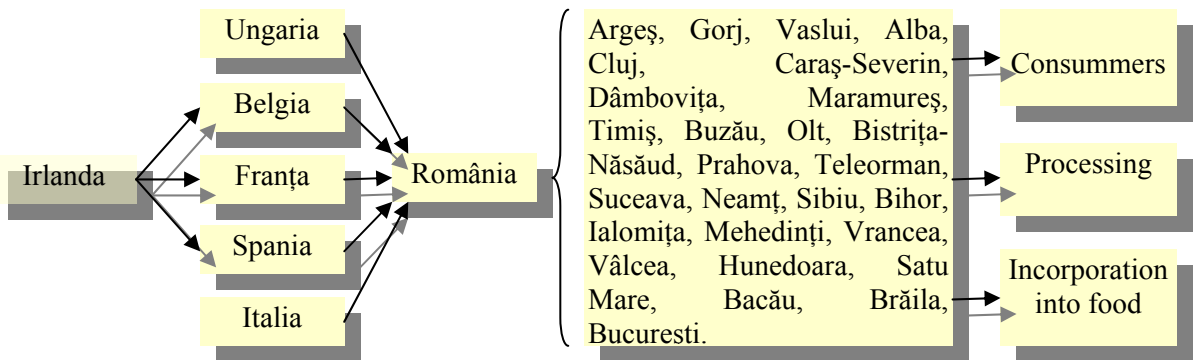 Irlanda
Ungaria
Belgia
Franţa
Spania
Italia
România
Argeş, Gorj, Vaslui, Alba,
Cluj, Caraş-Severin,
Dâmboviţa, Maramureş,
Timiş, Buzău, Olt, Bistriţa-
Năsăud, Prahova, Teleorman,
Suceava, Neamţ, Sibiu, Bihor,
Ialomiţa, Mehedinţi, Vrancea,
Vâlcea, Hunedoara, Satu
Mare, Bacău, Brăila,
Bucuresti.
Consummers
Processing
Incorporation
into food